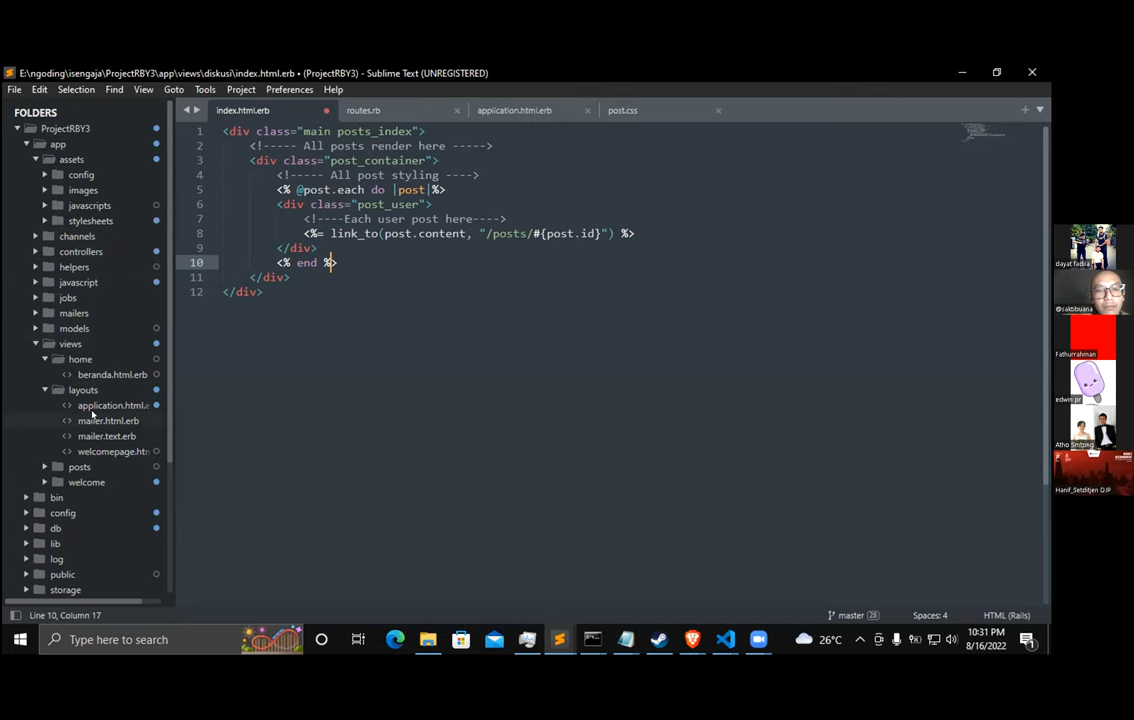 E:\ngoding\isengaja\ProjectRBY3\app\views\diskusi\index.html.erb • (ProjectRBY3) - Sublime Text (UNREGISTERED)
File Edit Selection View Goto Tools Project Preferences Help
FOLDERS
ProjectRBY3
app
assets
config
images
javascripts
stylesheets
channels
controllers
helpers
javascript
jobs
mailers
models
views
home
beranda.html.erb
layouts
application.html.e
mailer.html.erb
mailer.text.erb
welcomepage.htm
posts
welcome
bin
config
db
lib
log
public
storage
index.html.erb routes.rb application.html.erb post.css
1 <div class="main posts_index">
2 <!----- All posts render here ----->
3 <div class="post_container">
4 <!----- All post styling ---->
5 <% @post.each do |post|%>
6 <div class="post_user">
7 <!----Each user post here---->
8 <%= link_to(post.content, "/posts/#{post.id}") %>
9 </div>
10 <% end %>
11 </div>
12 </div>
Line 10, Column 17
master 28
Spaces: 4
HTML (Rails)
Type here to search
26°C
10:31 PM
8/16/2022
1
dayat fadila
@saktibuana
Fathurrahman
edwin pr
Atho Smtpng
Hanif_Setditjen DJP